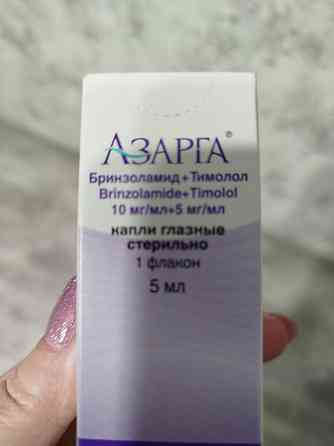 АЗАРГА®
Бринзоламид+Тимолол
Brinzolamide+Timolol
10 мг/мл+5 мг/мл
капли глазные
стерильно
1 флакон
5 мл